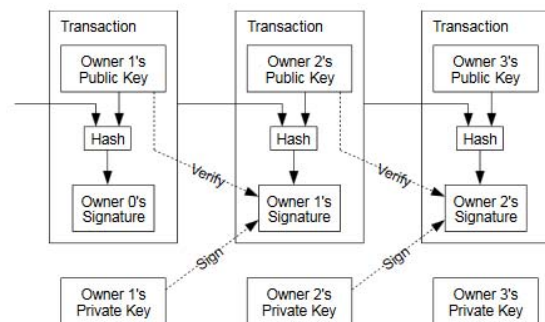 Transaction
Transaction
Transaction
Owner 1's
Public Key
Owner 2's
Public Key
Owner 3's
Public Key
Hash
Hash
Hash
Verify
Verify
Owner 0's
Signature
Owner 1's
Signature
Owner 2's
Signature
Sign
Sign
Owner 1's
Private Key
Owner 2's
Private Key
Owner 3's
Private Key